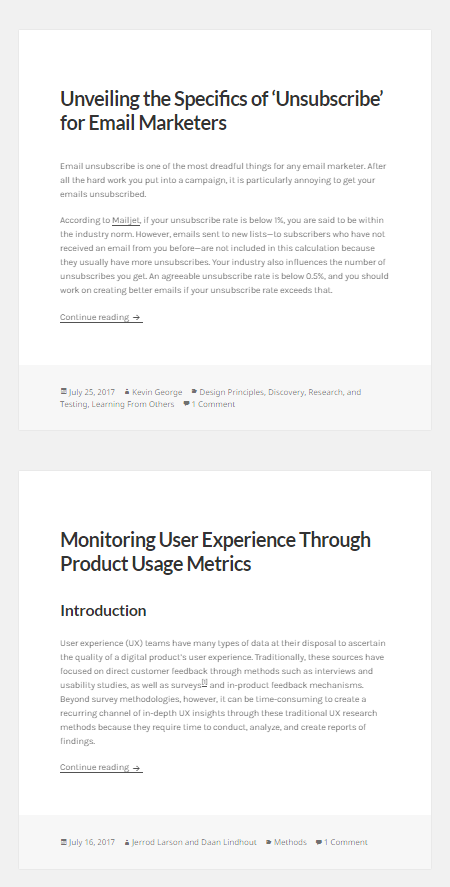 Unveiling the Specifics of ‘Unsubscribe’
for Email Marketers
Email unsubscribe is one of the most dreadful things for any email marketer. After
all the hard work you put into a campaign, it is particularly annoying to get your
emails unsubscribed.
According to Mailjet, if your unsubscribe rate is below 1%, you are said to be within
the industry norm. However, emails sent to new lists—to subscribers who have not
received an email from you before—are not included in this calculation because
they usually have more unsubscribes. Your industry also influences the number of
unsubscribes you get. An agreeable unsubscribe rate is below 0.5%, and you should
work on creating better emails if your unsubscribe rate exceeds that.
Continue reading →
July 25, 2017 Kevin George Design Principles, Discovery, Research, and
Testing, Learning From Others 1 Comment
Monitoring User Experience Through
Product Usage Metrics
Introduction
User experience (UX) teams have many types of data at their disposal to ascertain
the quality of a digital product’s user experience. Traditionally, these sources have
focused on direct customer feedback through methods such as interviews and
usability studies, as well as surveys[1] and in-product feedback mechanisms.
Beyond survey methodologies, however, it can be time-consuming to create a
recurring channel of in-depth UX insights through these traditional UX research
methods because they require time to conduct, analyze, and create reports of
findings.
Continue reading →
July 16, 2017 Jerrod Larson and Daan Lindhout Methods 1 Comment